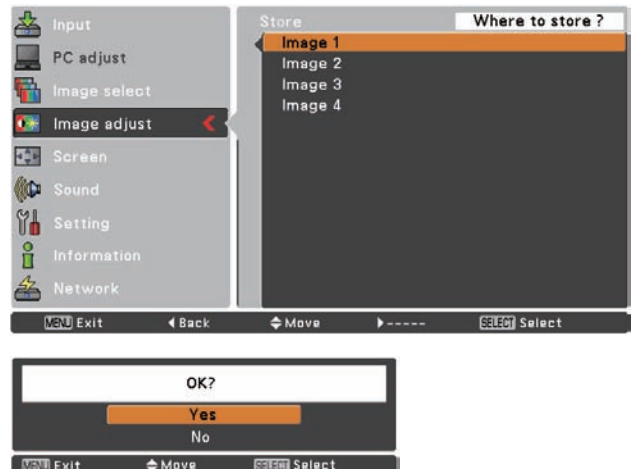 Input
PC adjust
Image select
Image adjust
Screen
Sound
Setting
Information
Network
Store
Where to store ?
Image 1
Image 2
Image 3
Image 4
MENU Exit Back Move ----- SELECT Select
OK?
Yes
No
MENU Exit Move SELECT Select